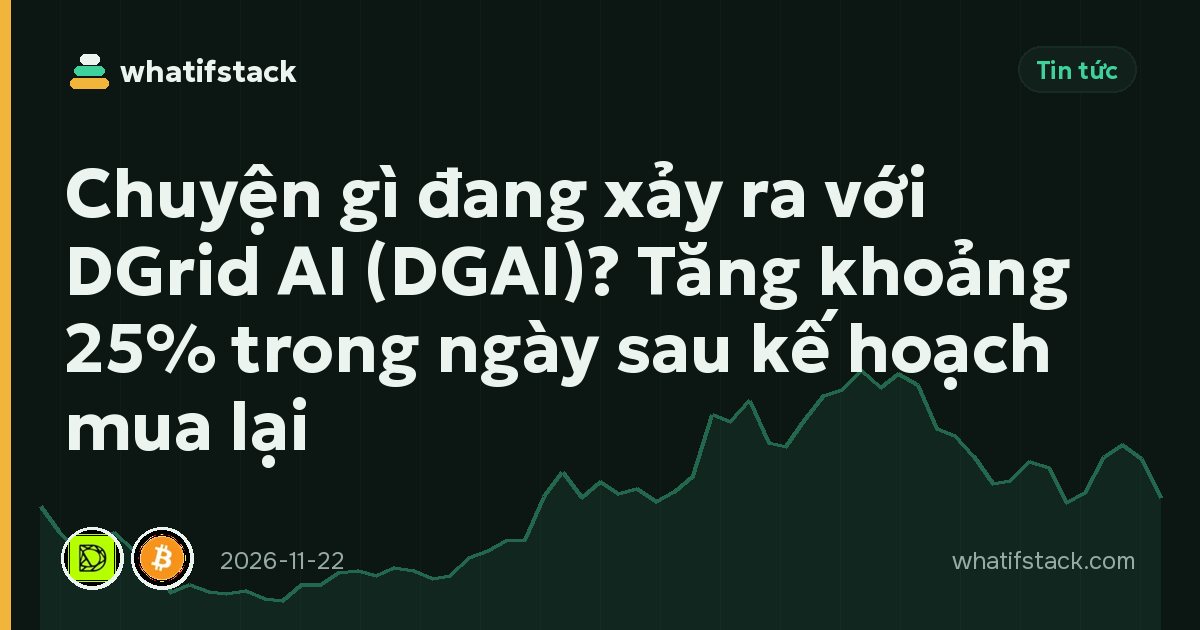 whatifstack
Tin tức
Chuyện gì đang xảy ra với
DGrid AI (DGAI)? Tăng khoảng
25% trong ngày sau kế hoạch
mua lại
2026-11-22
whatifstack.com